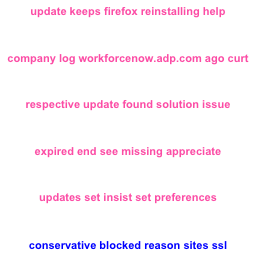 update keeps firefox reinstalling help
company log workforcenow.adp.com ago curt
respective update found solution issue
expired end see missing appreciate
updates set insist set preferences
conservative blocked reason sites ssl